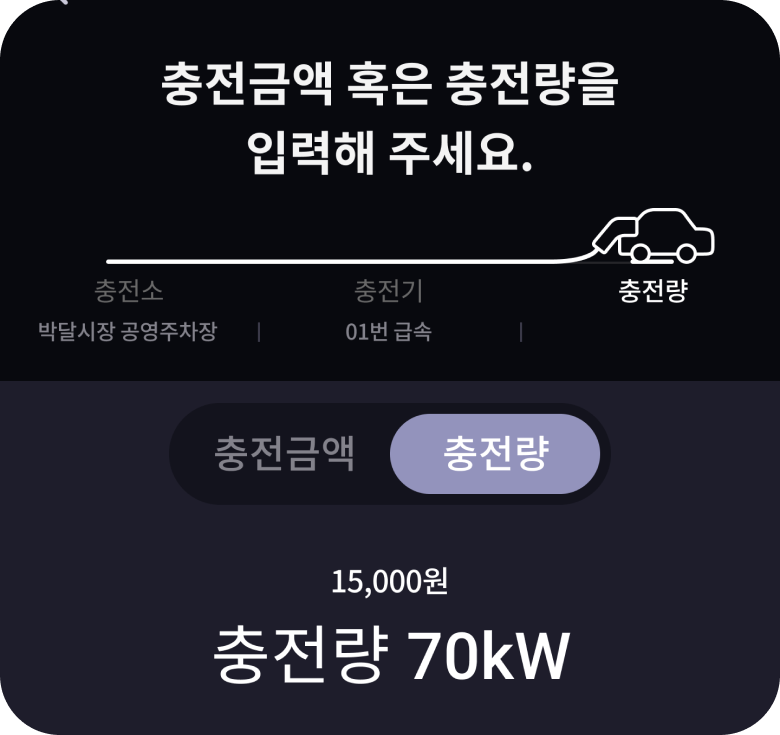 충전금액 혹은 충전량을
입력해 주세요.
충전소 충전기 충전량
박달시장 공영주차장 | 01번 급속 |
충전금액 충전량
15,000원
충전량 70kW